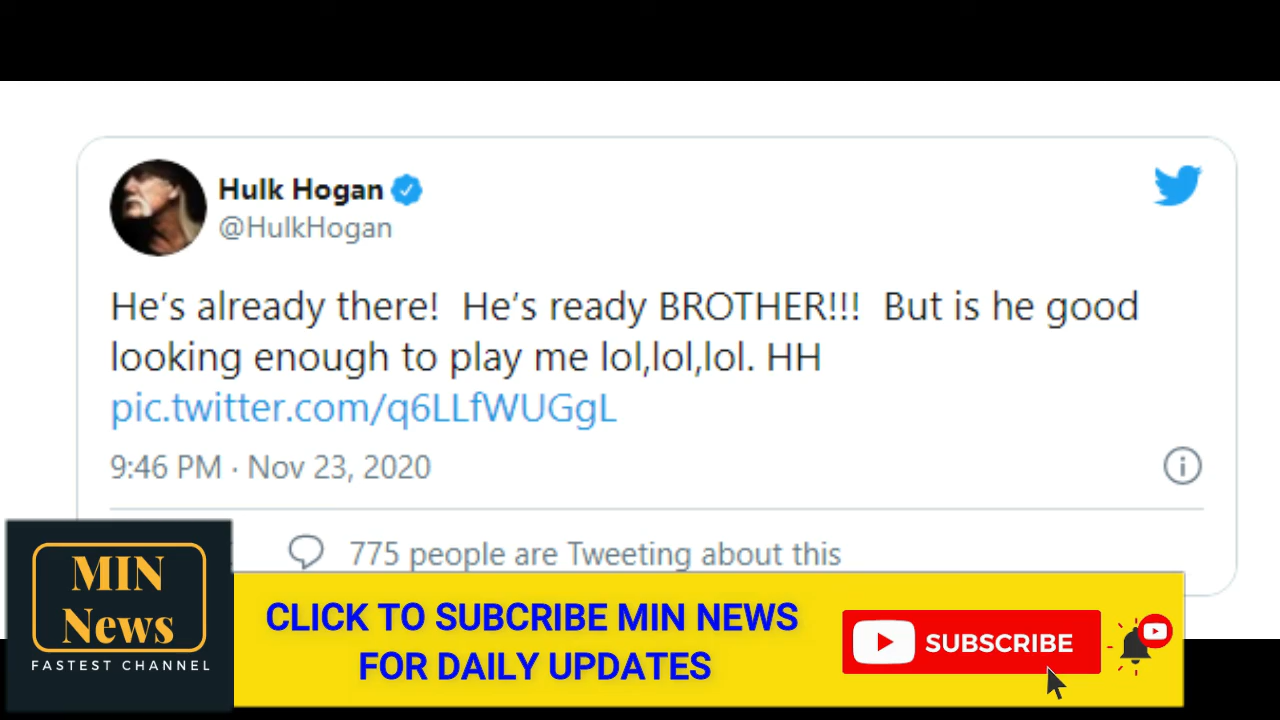 Hulk Hogan
@HulkHogan
He's already there!  He's ready BROTHER!!!  But is he good
looking enough to play me lol,lol,lol. HH
pic.twitter.com/q6LLfWUGgL
9:46 PM · Nov 23, 2020
775 people are Tweeting about this
MIN
News
FASTEST CHANNEL
CLICK TO SUBCRIBE MIN NEWS
FOR DAILY UPDATES
SUBSCRIBE